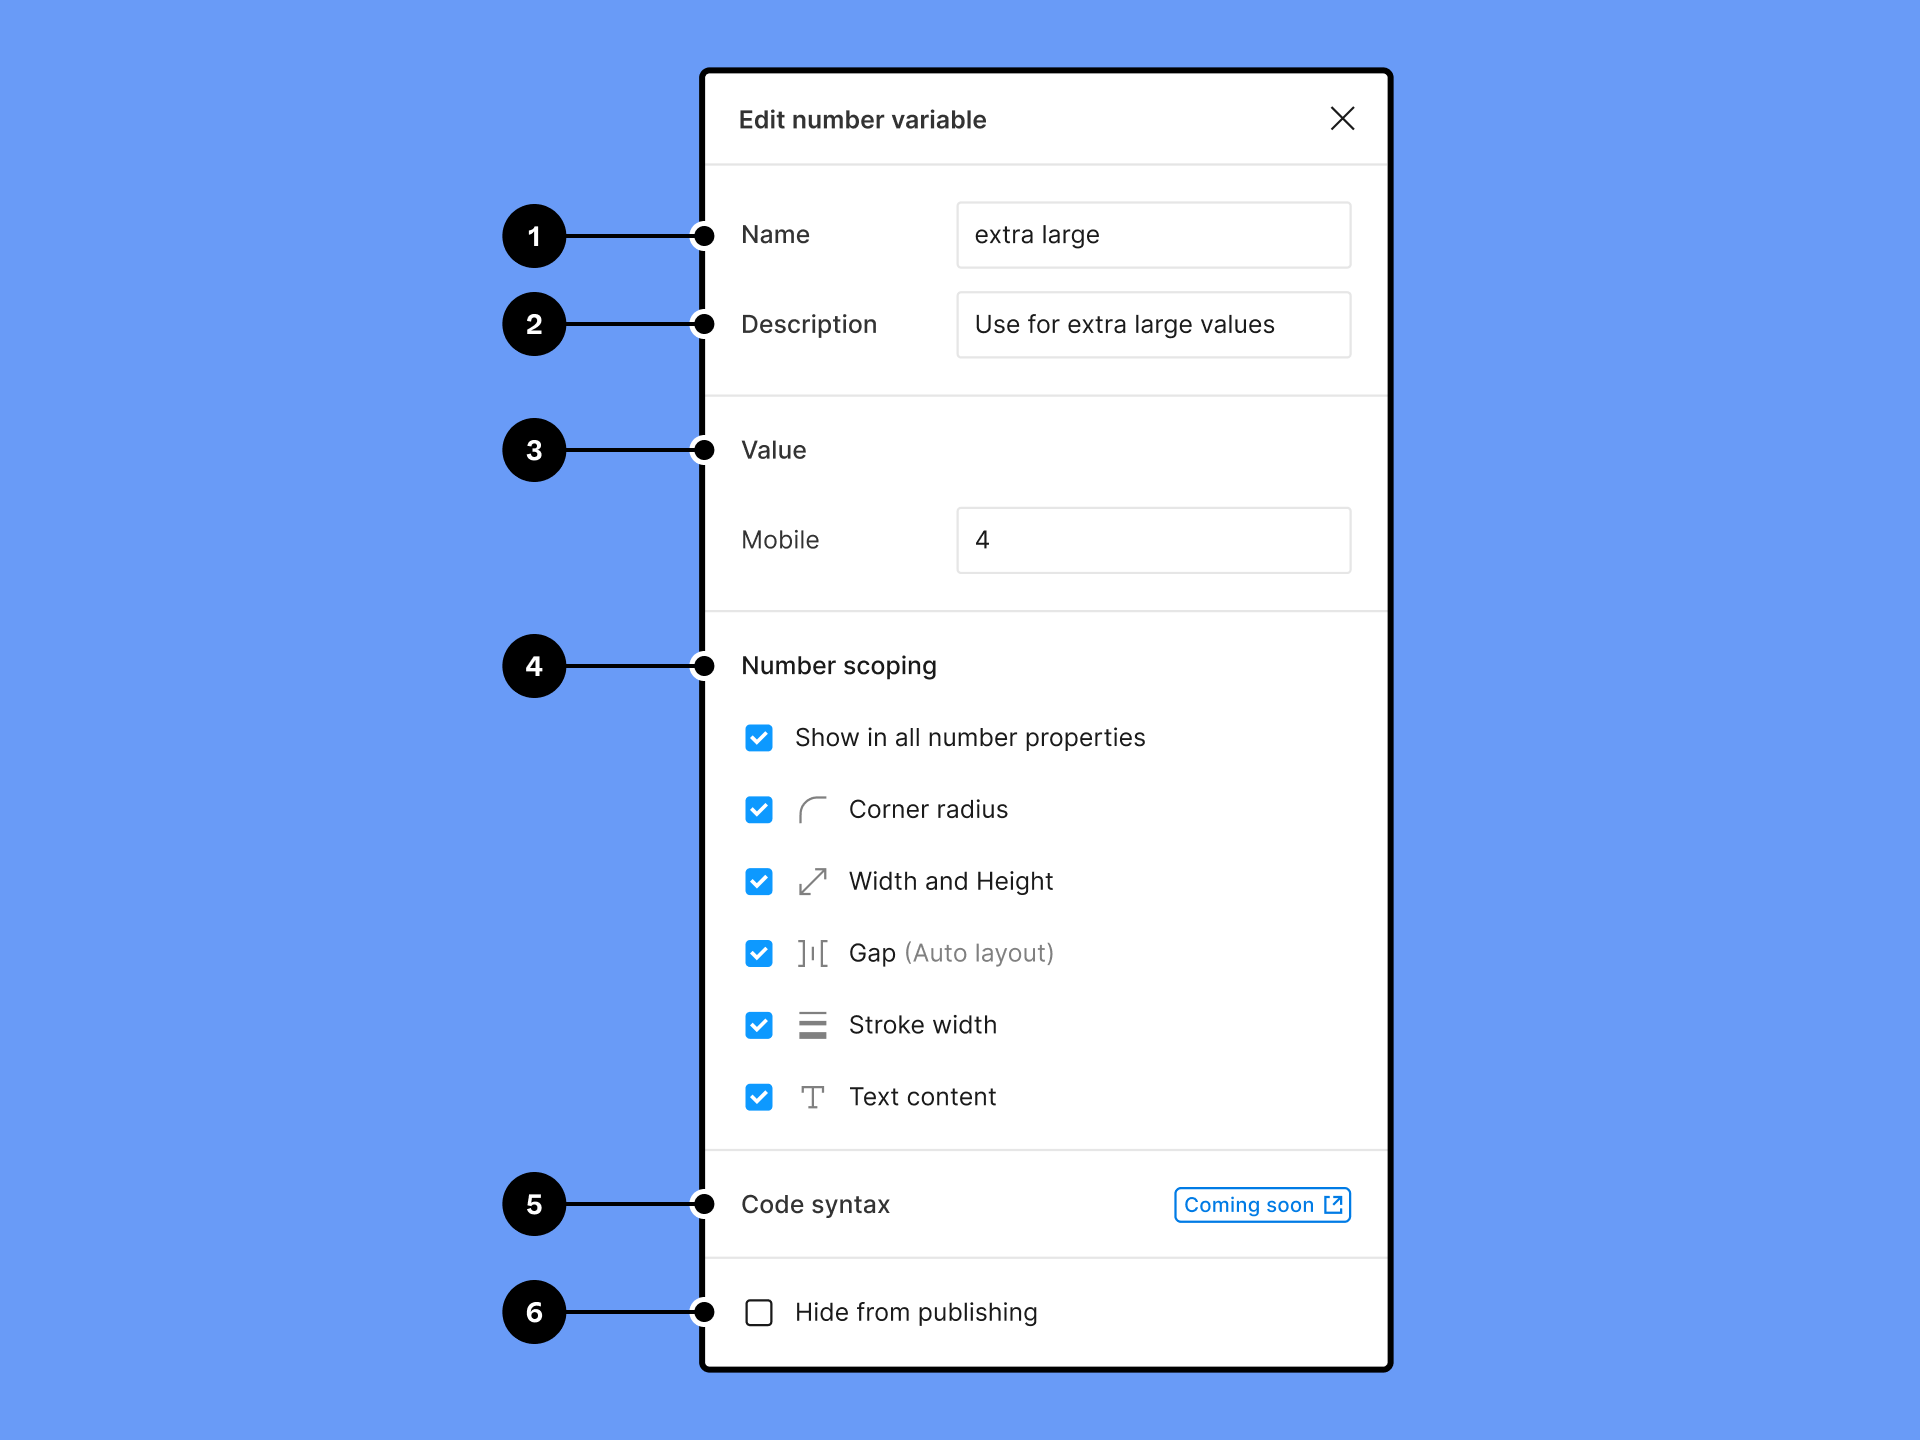 Edit number variable
1 Name extra large
2 Description Use for extra large values
3 Value
Mobile 4
4 Number scoping
Show in all number properties
Corner radius
Width and Height
Gap (Auto layout)
Stroke width
Text content
5 Code syntax Coming soon
6 Hide from publishing